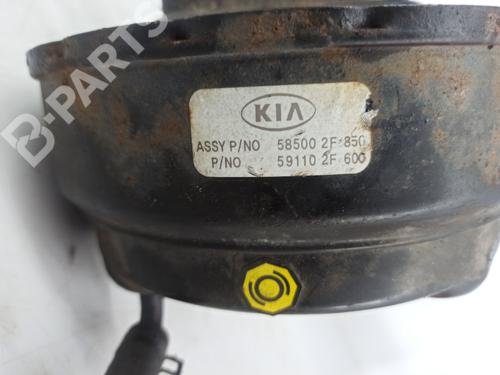 B-PARTS
KIA
ASSY P/NO 58500 2F 850
P/NO 59110 2F 600